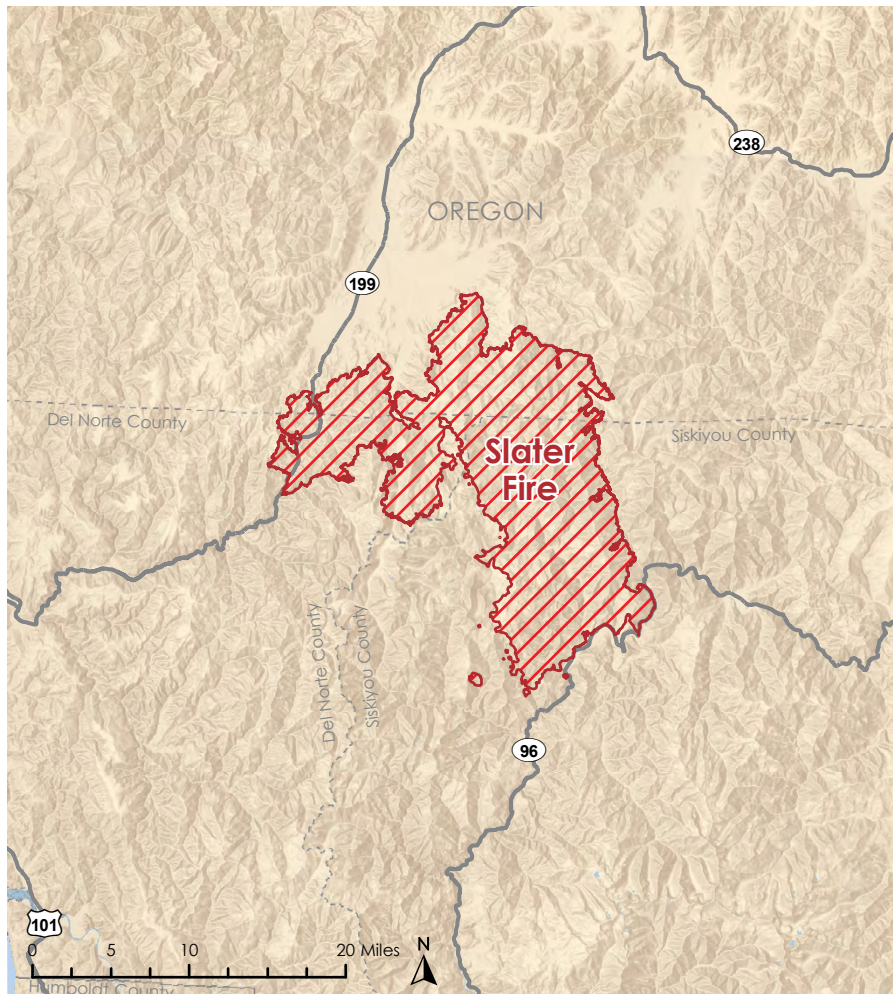 238
OREGON
199
Del Norte County
Siskiyou County
Slater
Fire
Del Norte County
Siskiyou County
96
101
0 5 10 20 Miles
N
Humboldt County